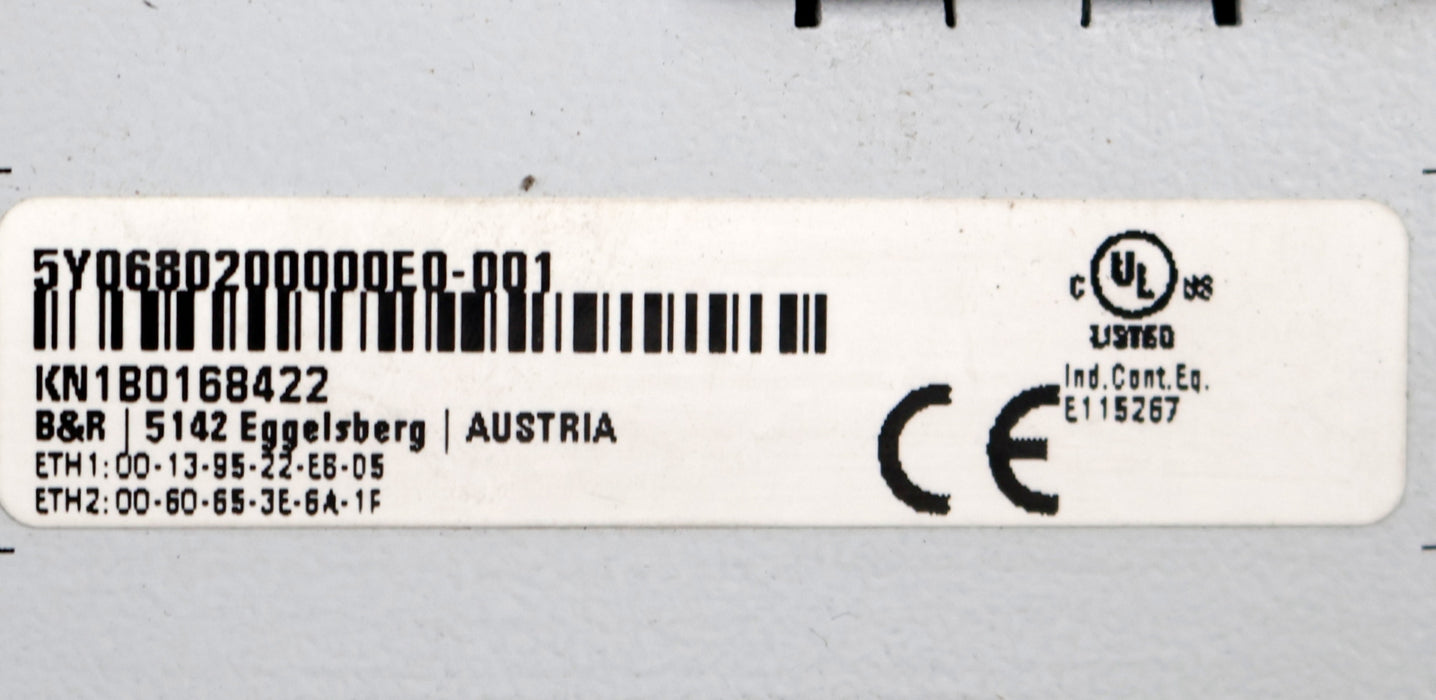 5Y0680200000E0-001
KN1B0168422
B&R | 5142 Eggelsberg | AUSTRIA
ETH1:00-13-95-22-E6-05
ETH2:00-60-65-3E-6A-1F
C UL US
LISTED
Ind.Cont.Eq.
E115267
CE